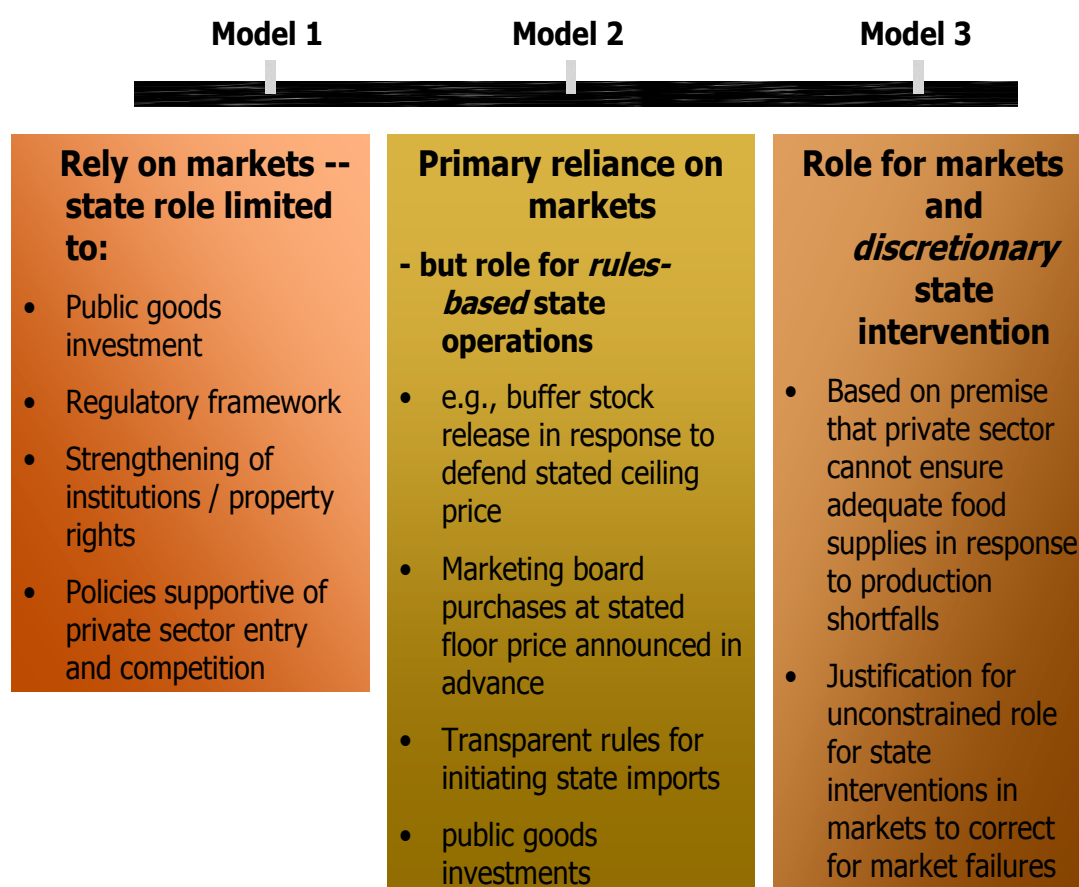 Model 1
Model 2
Model 3
Rely on markets --
state role limited
to:
• Public goods
investment
• Regulatory framework
• Strengthening of
institutions / property
rights
• Policies supportive of
private sector entry
and competition
Primary reliance on
markets
- but role for rules-
based state
operations
• e.g., buffer stock
release in response to
defend stated ceiling
price
• Marketing board
purchases at stated
floor price announced in
advance
• Transparent rules for
initiating state imports
• public goods
investments
Role for markets
and
discretionary
state
intervention
• Based on premise
that private sector
cannot ensure
adequate food
supplies in response
to production
shortfalls
• Justification for
unconstrained role
for state
interventions in
markets to correct
for market failures